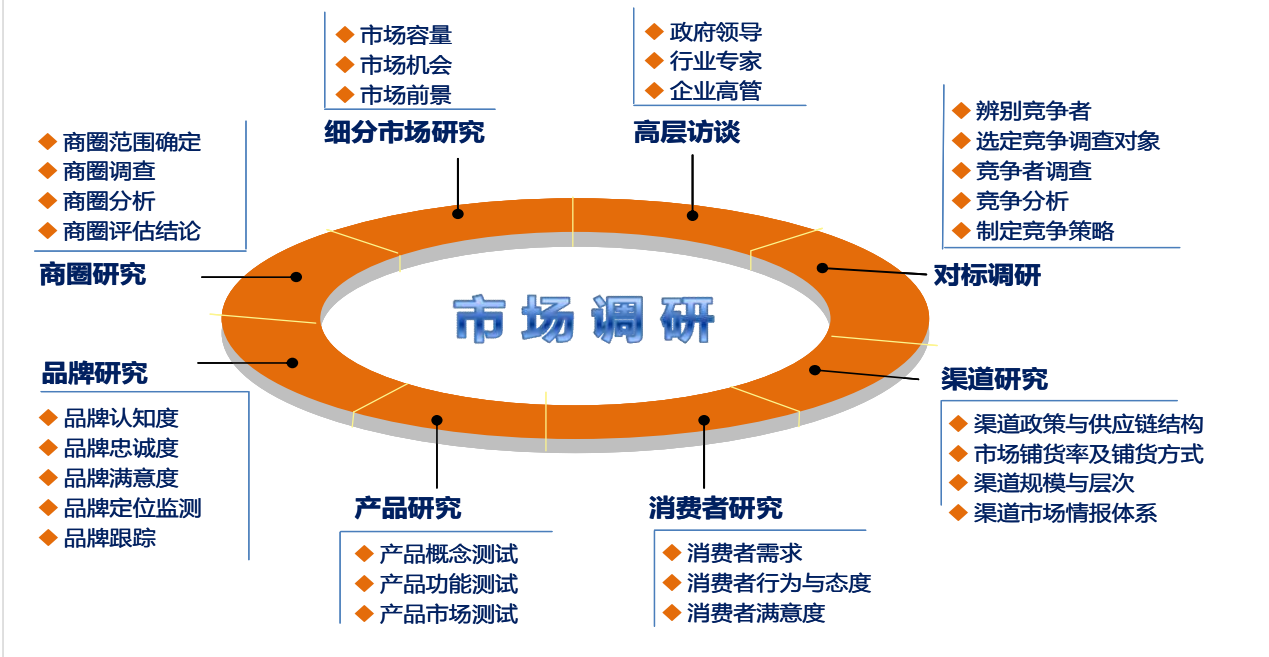 市场容量
市场机会
市场前景
细分市场研究
政府领导
行业专家
企业高管
高层访谈
辨别竞争者
选定竞争调查对象
竞争者调查
竞争分析
制定竞争策略
对标调研
商圈范围确定
商圈调查
商圈分析
商圈评估结论
商圈研究
市场调研
品牌研究
品牌认知度
品牌忠诚度
品牌满意度
品牌定位监测
品牌跟踪
渠道研究
渠道政策与供应链结构
市场铺货率及铺货方式
渠道规模与层次
渠道市场情报体系
产品研究
产品概念测试
产品功能测试
产品市场测试
消费者研究
消费者需求
消费者行为与态度
消费者满意度